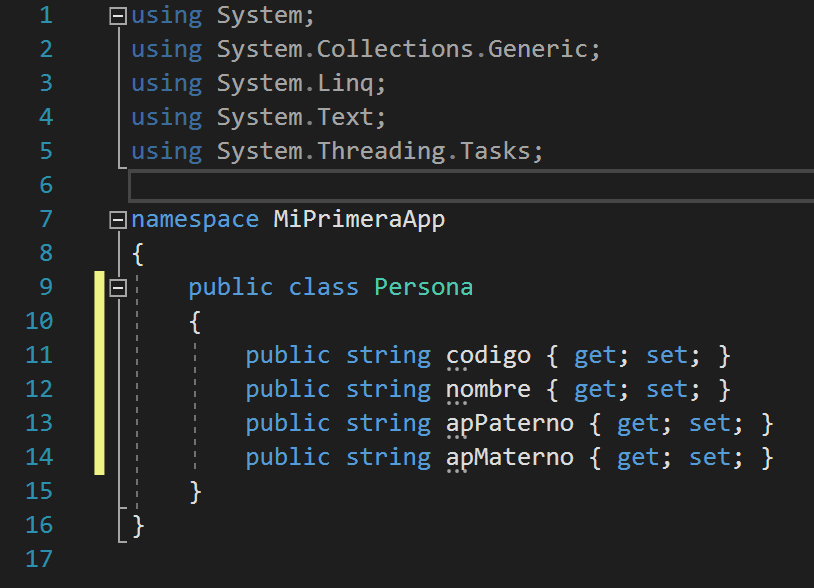 1 using System;
2 using System.Collections.Generic;
3 using System.Linq;
4 using System.Text;
5 using System.Threading.Tasks;
6
7 namespace MiPrimeraApp
8 {
9     public class Persona
10     {
11         public string codigo { get; set; }
12         public string nombre { get; set; }
13         public string apPaterno { get; set; }
14         public string apMaterno { get; set; }
15     }
16 }
17